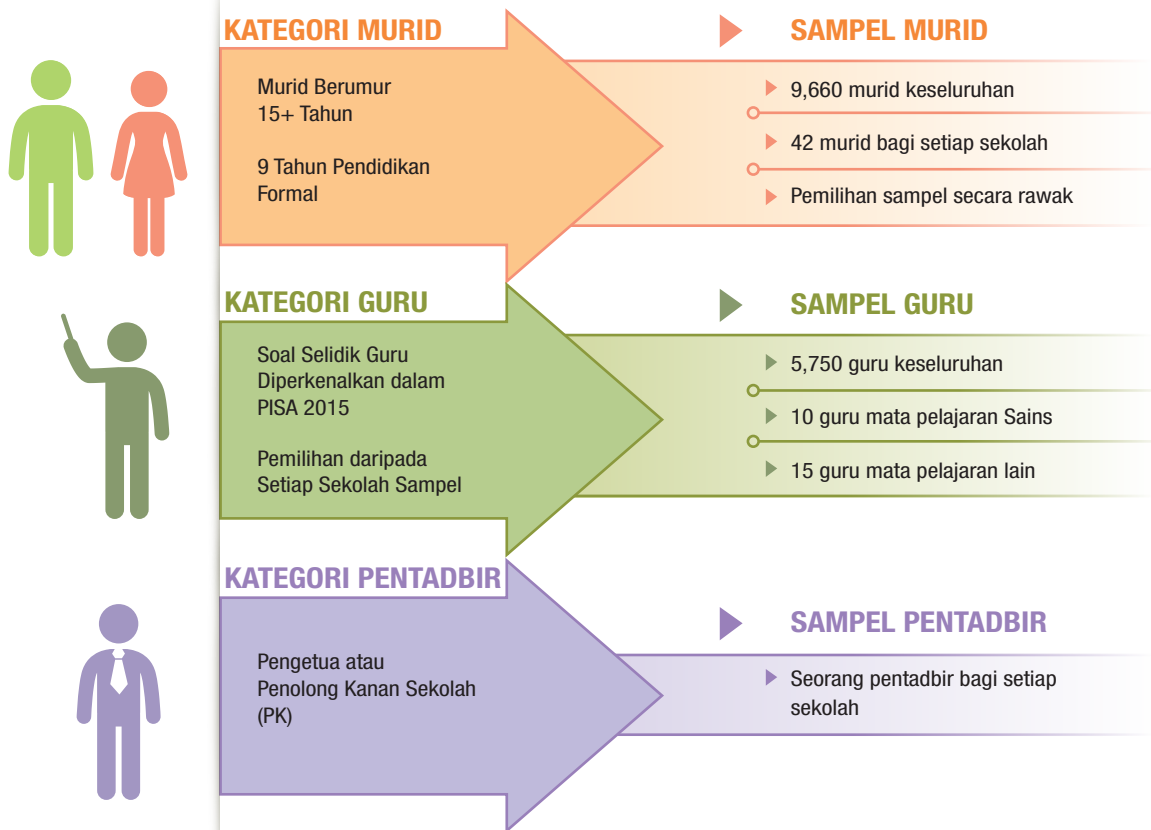 KATEGORI MURID
Murid Berumur
15+ Tahun
9 Tahun Pendidikan
Formal
SAMPEL MURID
9,660 murid keseluruhan
42 murid bagi setiap sekolah
Pemilihan sampel secara rawak
KATEGORI GURU
Soal Selidik Guru
Diperkenalkan dalam
PISA 2015
Pemilihan daripada
Setiap Sekolah Sampel
SAMPEL GURU
5,750 guru keseluruhan
10 guru mata pelajaran Sains
15 guru mata pelajaran lain
KATEGORI PENTADBIR
Pengetua atau
Penolong Kanan Sekolah
(PK)
SAMPEL PENTADBIR
Seorang pentadbir bagi setiap
sekolah